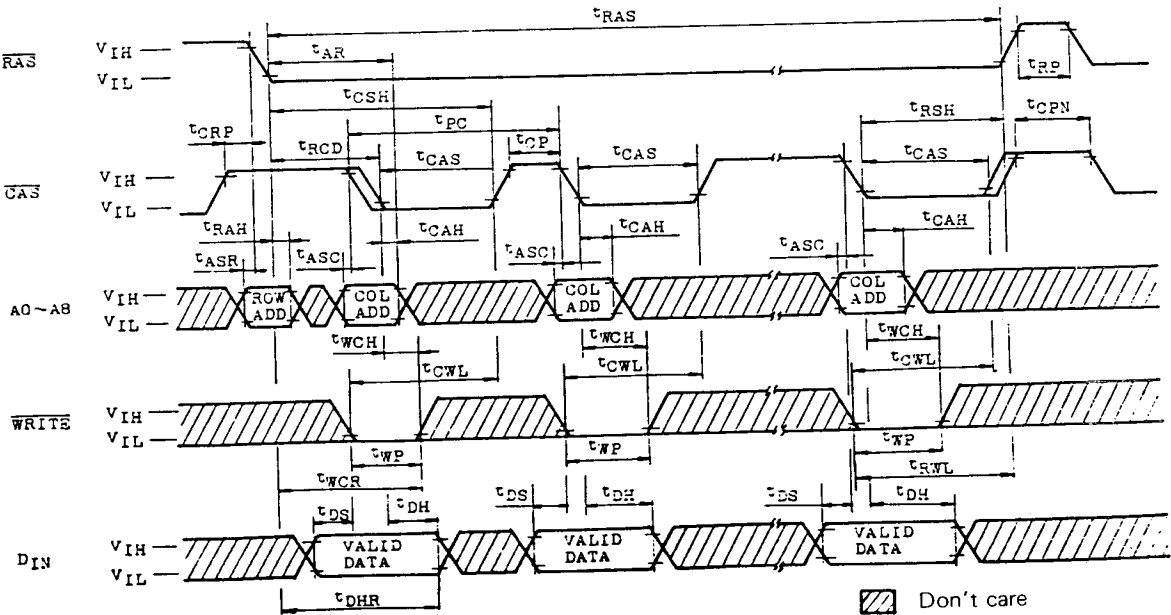 tRAS
VIH
RAS
tAR
VIL
tRP
tCSH
tRSH
tCPN
tPC
tCRP
tCP
tRCD
tCAS
tCAS
tCAS
VIH
CAS
VIL
tRAH
tCAH
tCAH
tCAH
tASR
tASC
tASC
tASC
VIH
A0~A8
VIL
ROW ADD
COL ADD
COL ADD
COL ADD
tWCH
tWCH
tWCH
tCWL
tCWL
tCWL
VIH
WRITE
VIL
tWP
tWP
tWP
tWCR
tRWL
tDS
tDH
tDS
tDH
tDS
tDH
VIH
DIN
VIL
VALID DATA
VALID DATA
VALID DATA
tDHR
Don't care